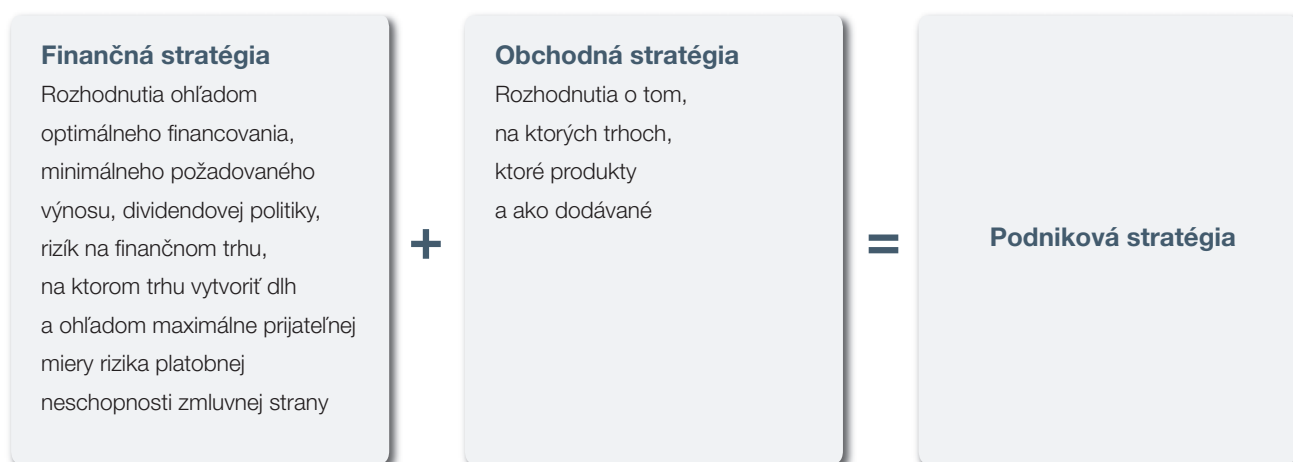 Finančná stratégia
Rozhodnutia ohľadom
optimálneho financovania,
minimálneho požadovaného
výnosu, dividendovej politiky,
rizík na finančnom trhu,
na ktorom trhu vytvoriť dlh
a ohľadom maximálne prijateľnej
miery rizika platobnej
neschopnosti zmluvnej strany
+
Obchodná stratégia
Rozhodnutia o tom,
na ktorých trhoch,
ktoré produkty
a ako dodávané
=
Podniková stratégia